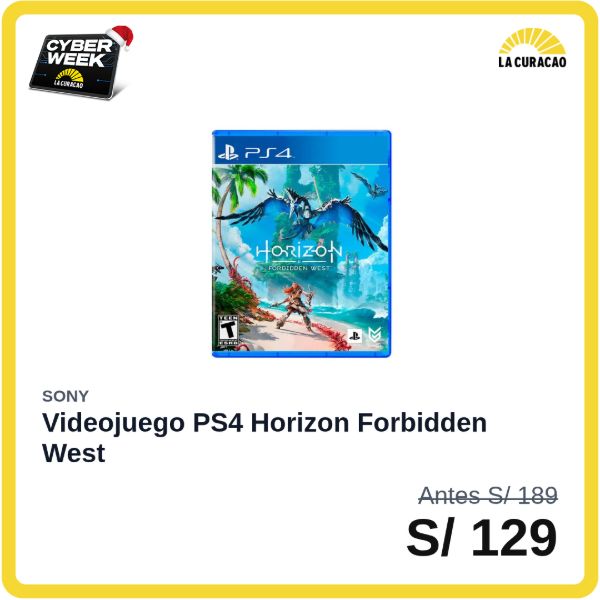 CYBER
WEEK
LA CURACAO
LA CURACAO
PS4
HORIZON
FORBIDDEN WEST
TEEN
T
ESRB
SONY
Videojuego PS4 Horizon Forbidden
West
Antes S/ 189
S/ 129